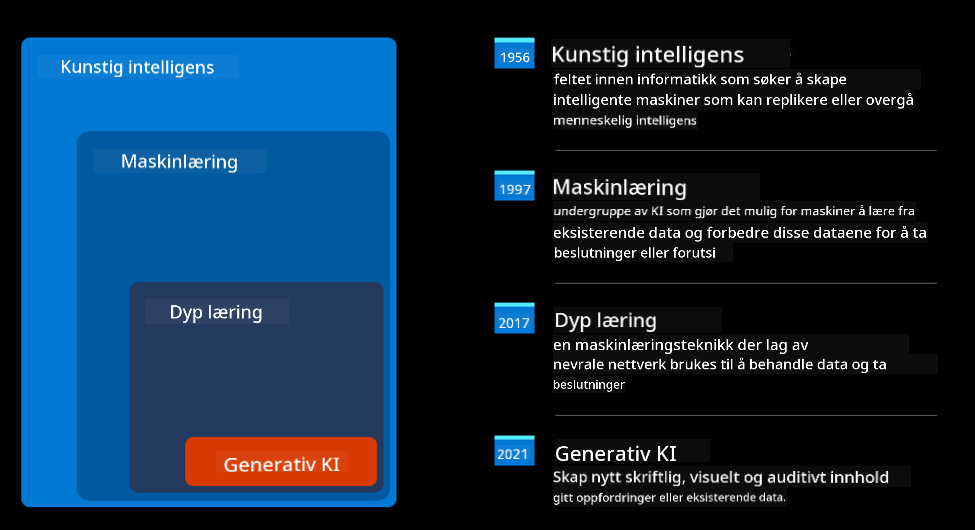 Kunstig intelligens
Maskinlæring
Dyp læring
Generativ KI
1956
Kunstig intelligens
feltet innen informatikk som søker å skape
intelligente maskiner som kan replikere eller overgå
menneskelig intelligens
1997
Maskinlæring
undergruppe av KI som gjør det mulig for maskiner å lære fra
eksisterende data og forbedre disse dataene for å ta
beslutninger eller forutsi
2017
Dyp læring
en maskinlæringsteknikk der lag av
nevrale nettverk brukes til å behandle data og ta
beslutninger
2021
Generativ KI
Skap nytt skriftlig, visuelt og auditivt innhold
gitt oppfordringer eller eksisterende data.